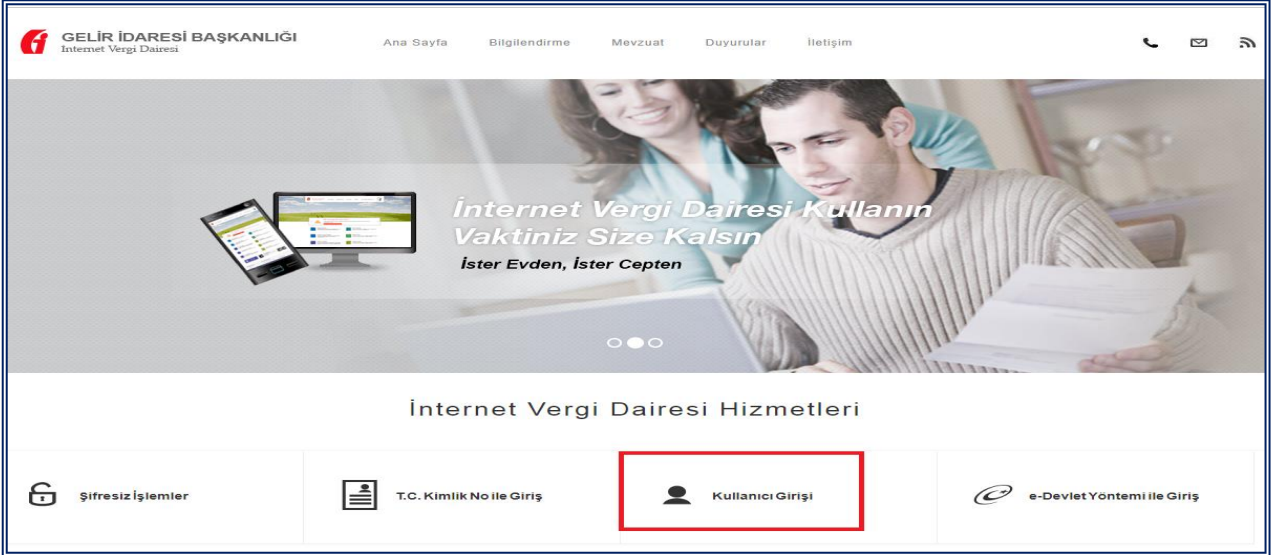 GELİR İDARESİ BAŞKANLIĞI
Internet Vergi Dairesi
Ana Sayfa Bilgilendirme Mevzuat Duyurular İletişim
İnternet Vergi Dairesi Kullanın
Vaktiniz Size Kalsın
İster Evden, İster Cepten
İnternet Vergi Dairesi Hizmetleri
Şifresiz İşlemler
T.C. Kimlik No ile Giriş
Kullanıcı Girişi
e-Devlet Yöntemi ile Giriş